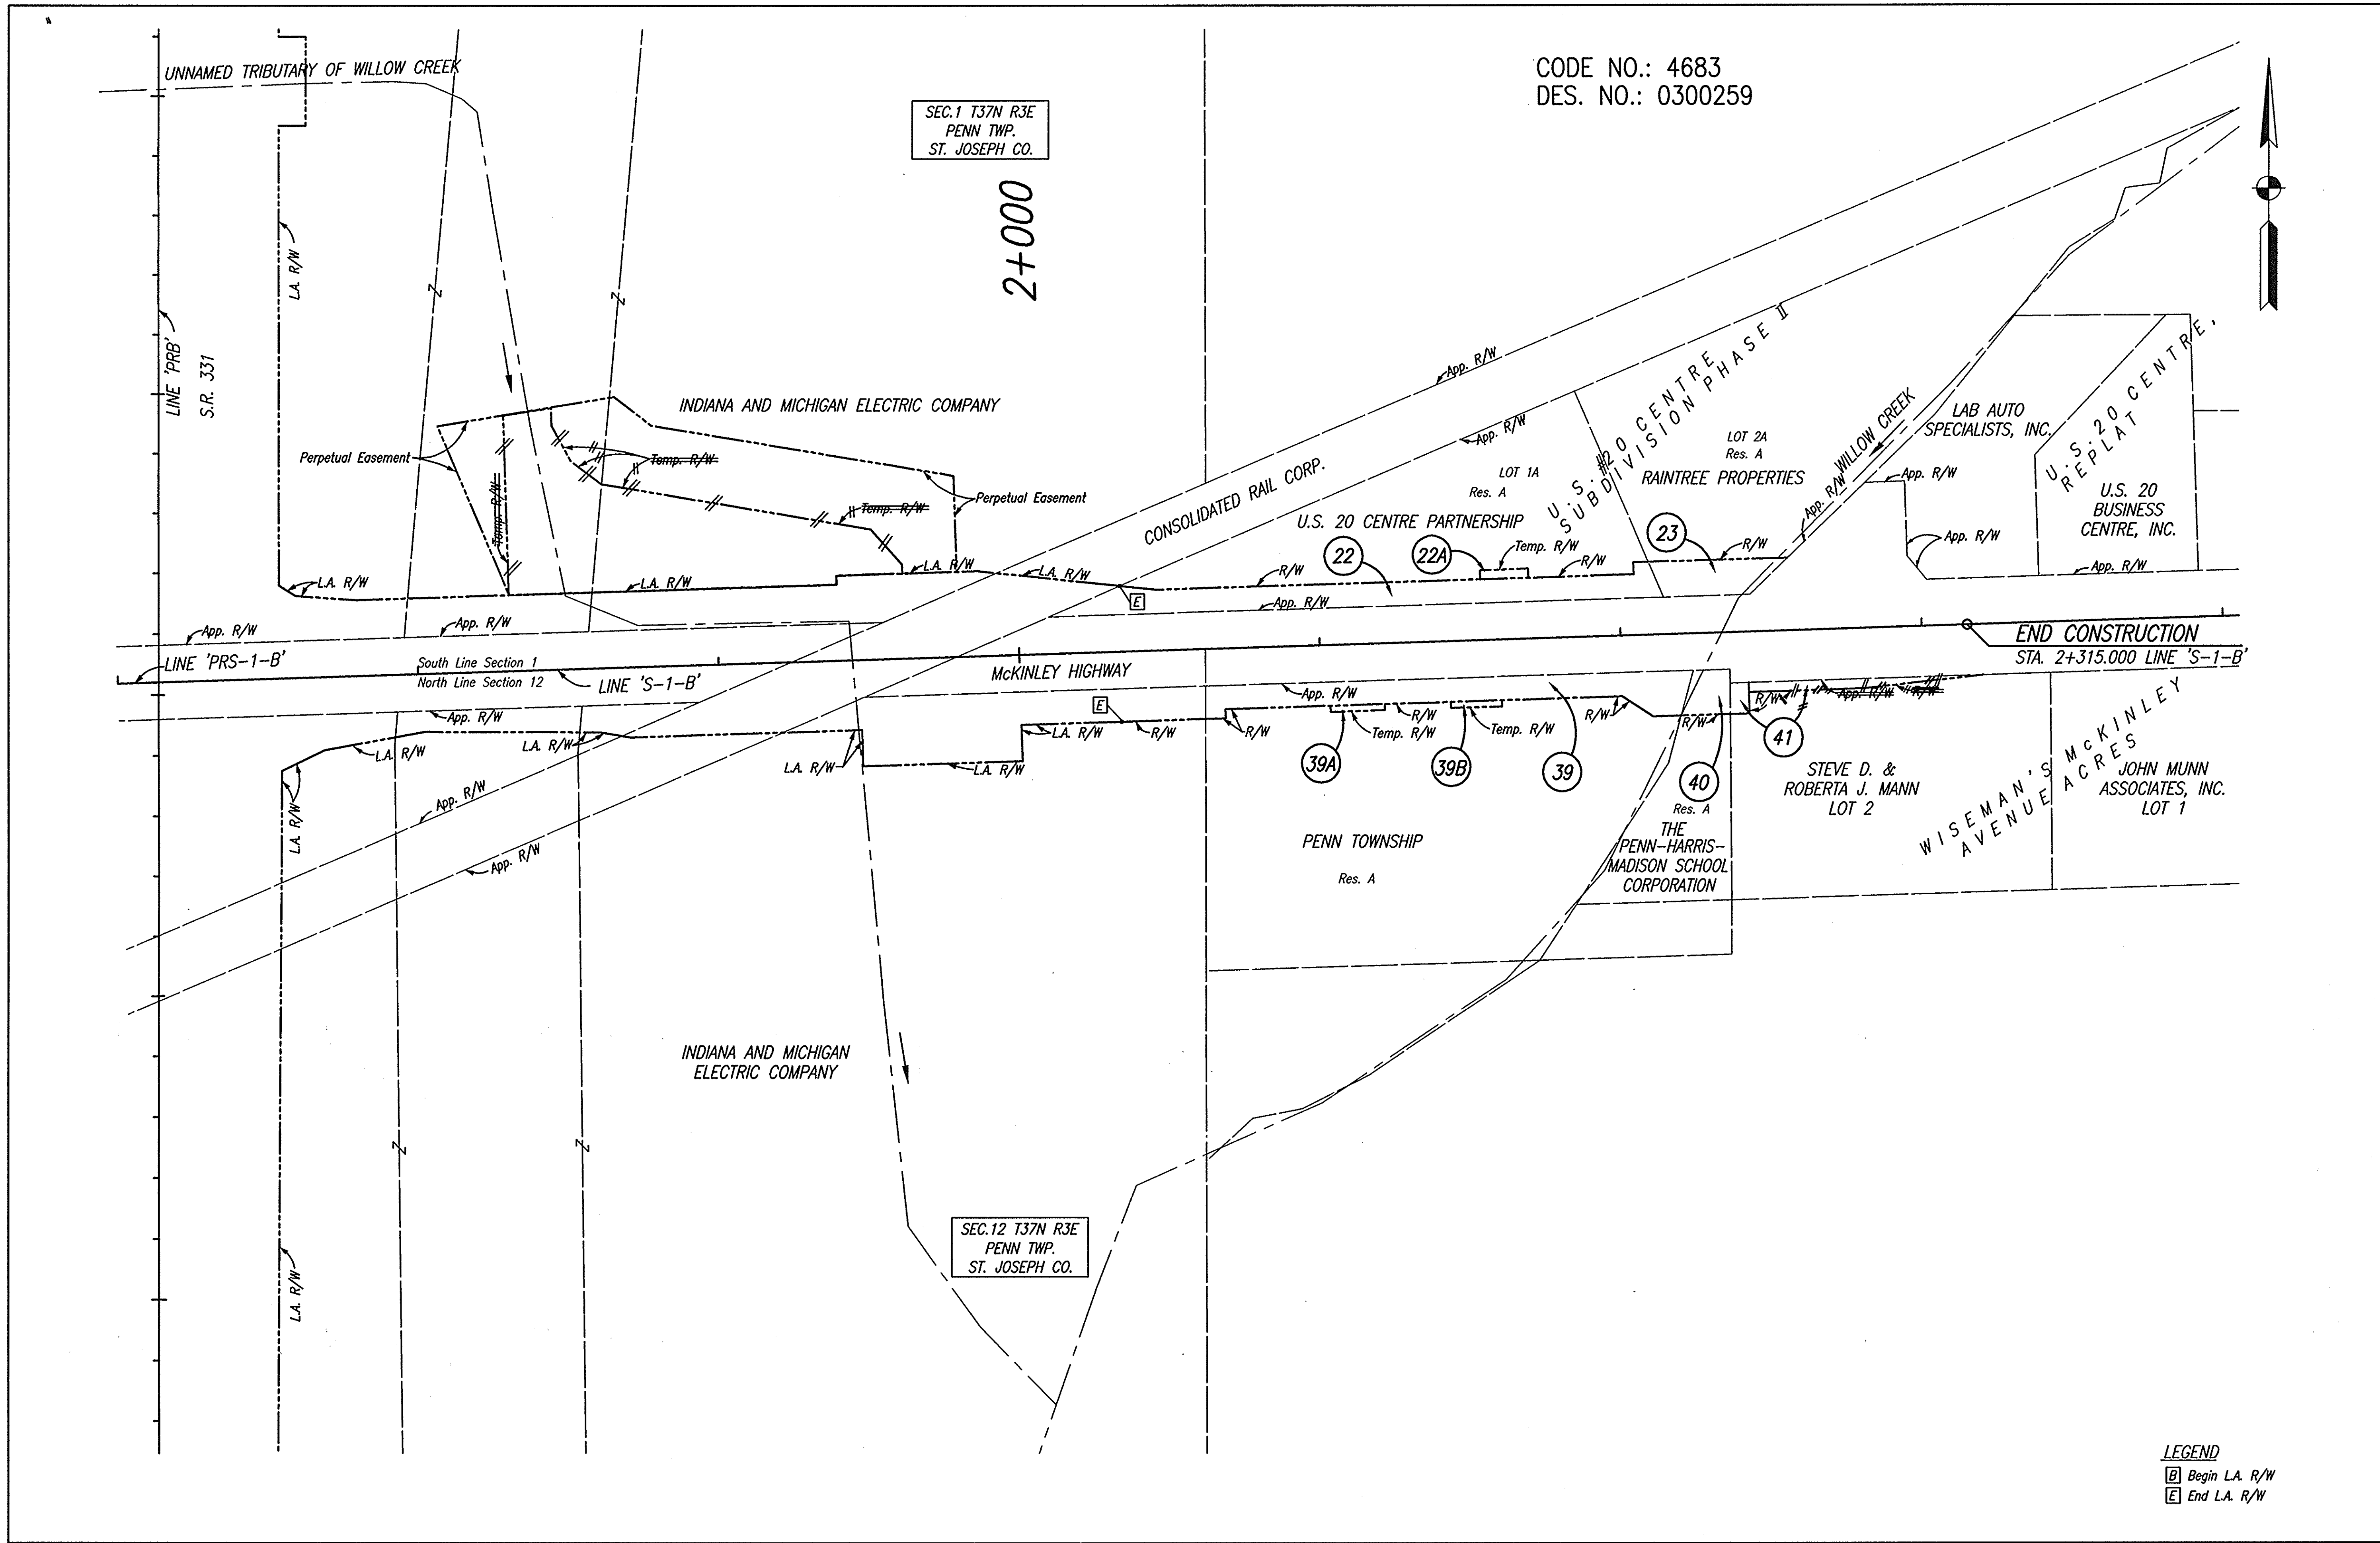 CODE NO.: 4683
DES. NO.: 0300259
UNNAMED TRIBUTARY OF WILLOW CREEK
SEC.1 T37N R3E
PENN TWP.
ST. JOSEPH CO.
2+000
L.A. R/W
LINE 'PRB'
S.R. 331
INDIANA AND MICHIGAN ELECTRIC COMPANY
Perpetual Easement
Temp. R/W
Temp. R/W
Temp. R/W
Perpetual Easement
L.A. R/W
L.A. R/W
L.A. R/W
L.A. R/W
E
CONSOLIDATED RAIL CORP.
App. R/W
App. R/W
U.S. #20 CENTRE
SUBDIVISION PHASE II
LOT 1A
Res. A
U.S. 20 CENTRE PARTNERSHIP
LOT 2A
Res. A
RAINTREE PROPERTIES
WILLOW CREEK
App. R/W
LAB AUTO
SPECIALISTS, INC.
U.S. 20 CENTRE,
REPLAT
U.S. 20
BUSINESS
CENTRE, INC.
App. R/W
App. R/W
App. R/W
R/W
22
22A
Temp. R/W
R/W
23
R/W
App. R/W
App. R/W
App. R/W
LINE 'PRS-1-B'
South Line Section 1
North Line Section 12
LINE 'S-1-B'
McKINLEY HIGHWAY
END CONSTRUCTION
STA. 2+315.000 LINE 'S-1-B'
App. R/W
App. R/W
E
L.A. R/W
L.A. R/W
L.A. R/W
L.A. R/W
L.A. R/W
L.A. R/W
R/W
R/W
R/W
Temp. R/W
R/W
Temp. R/W
R/W
R/W
R/W
App. R/W
R/W
39A
39B
39
40
41
App. R/W
App. R/W
Res. A
THE
PENN-HARRIS-
MADISON SCHOOL
CORPORATION
STEVE D. &
ROBERTA J. MANN
LOT 2
WISEMAN'S McKINLEY
AVENUE ACRES
JOHN MUNN
ASSOCIATES, INC.
LOT 1
PENN TOWNSHIP
Res. A
INDIANA AND MICHIGAN
ELECTRIC COMPANY
SEC.12 T37N R3E
PENN TWP.
ST. JOSEPH CO.
L.A. R/W
LEGEND
B Begin L.A. R/W
E End L.A. R/W